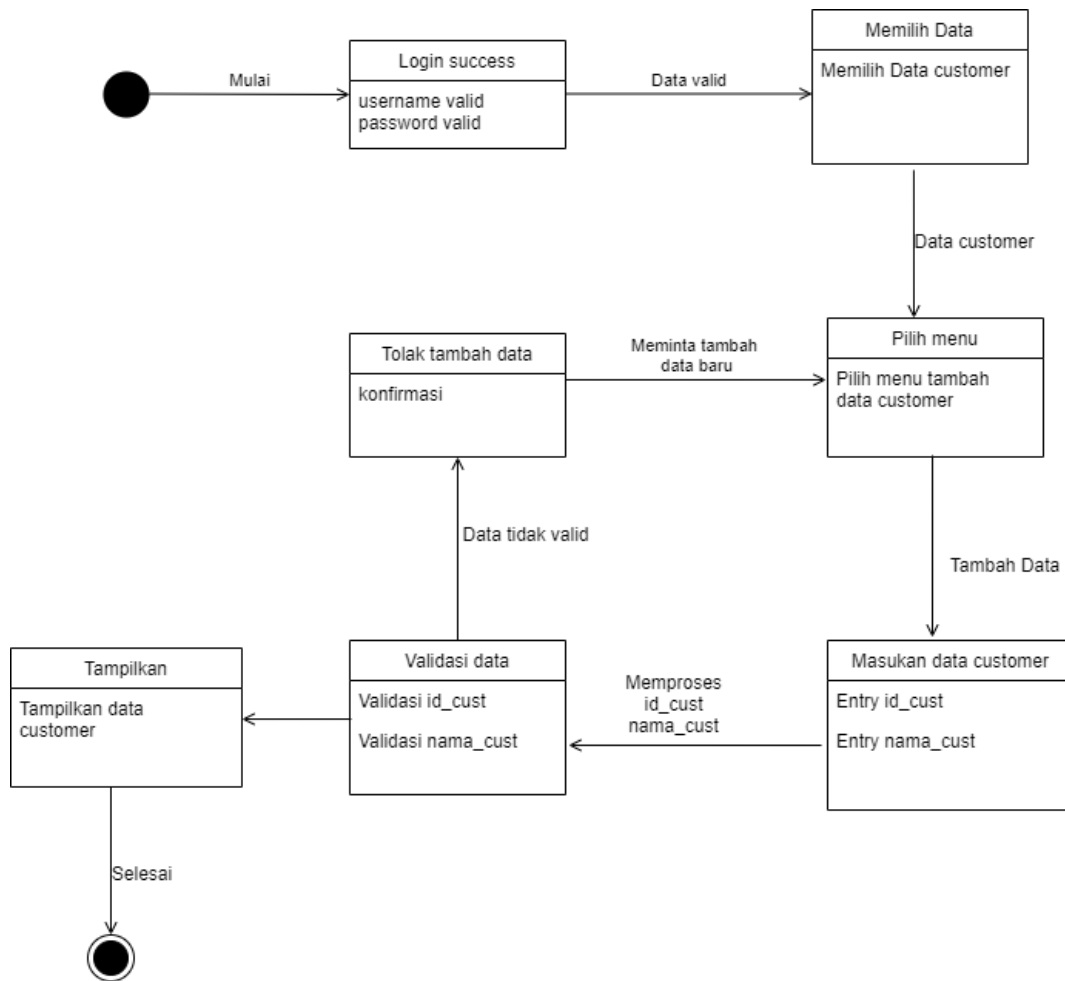 Mulai
Login success
username valid
password valid
Data valid
Memilih Data
Memilih Data customer
Data customer
Pilih menu
Pilih menu tambah
data customer
Meminta tambah
data baru
Tolak tambah data
konfirmasi
Data tidak valid
Tambah Data
Masukan data customer
Entry id_cust
Entry nama_cust
Memproses
id_cust
nama_cust
Validasi data
Validasi id_cust
Validasi nama_cust
Tampilkan
Tampilkan data
customer
Selesai